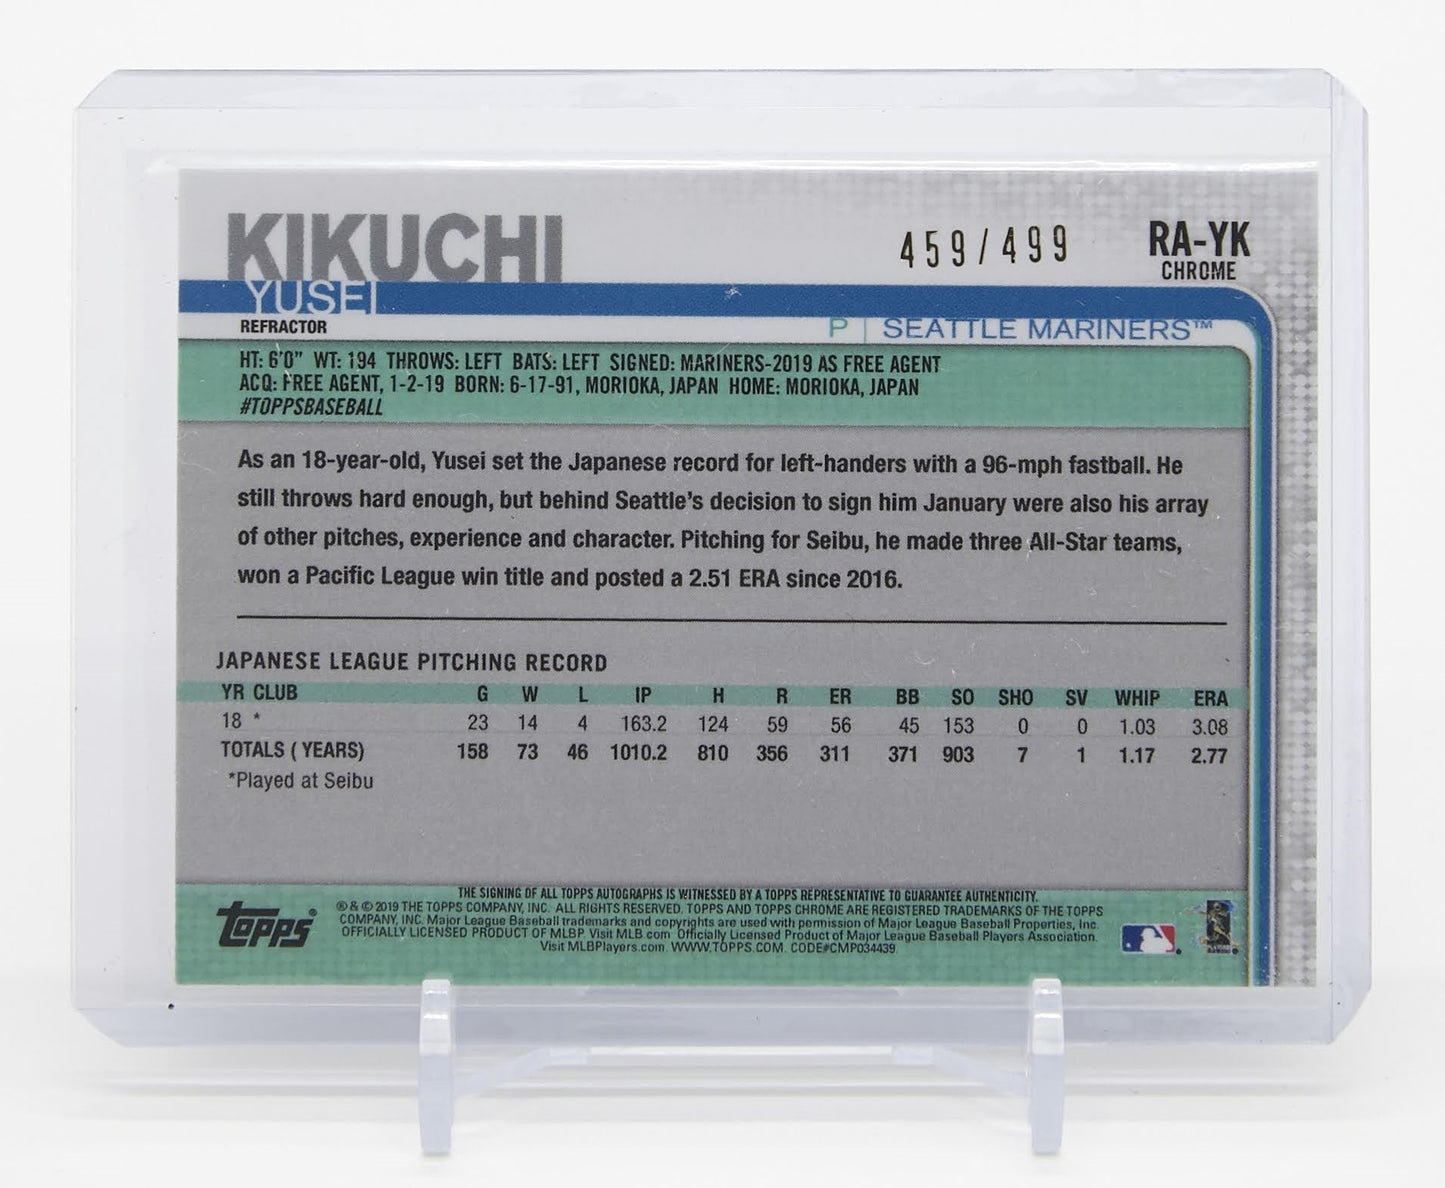 KIKUCHI
YUSEI
459/499
RA-YK
CHROME
REFRACTOR
P | SEATTLE MARINERS™
HT: 6'0" WT: 194 THROWS: LEFT BATS: LEFT SIGNED: MARINERS-2019 AS FREE AGENT
ACQ: FREE AGENT, 1-2-19 BORN: 6-17-91, MORIOKA, JAPAN HOME: MORIOKA, JAPAN
#TOPPSBASEBALL
As an 18-year-old, Yusei set the Japanese record for left-handers with a 96-mph fastball. He
still throws hard enough, but behind Seattle's decision to sign him January were also his array
of other pitches, experience and character. Pitching for Seibu, he made three All-Star teams,
won a Pacific League win title and posted a 2.51 ERA since 2016.
JAPANESE LEAGUE PITCHING RECORD
YR CLUB G W L IP H R ER BB SO SHO SV WHIP ERA
18 * 23 14 4 163.2 124 59 56 45 153 0 0 1.03 3.08
TOTALS ( YEARS) 158 73 46 1010.2 810 356 311 371 903 7 1 1.17 2.77
*Played at Seibu
THE SIGNING OF ALL TOPPS AUTOGRAPHS IS WITNESSED BY A TOPPS REPRESENTATIVE TO GUARANTEE AUTHENTICITY.
Topps®
® & © 2019 THE TOPPS COMPANY, INC. ALL RIGHTS RESERVED. TOPPS AND TOPPS CHROME ARE REGISTERED TRADEMARKS OF THE TOPPS
COMPANY, INC. Major League Baseball trademarks and copyrights are used with permission of Major League Baseball Properties, Inc.
OFFICIALLY LICENSED PRODUCT OF MLBP Visit MLB.com Officially Licensed Product of Major League Baseball Players Association.
Visit MLBPlayers.com. WWW.TOPPS.COM. CODE#CMP034439